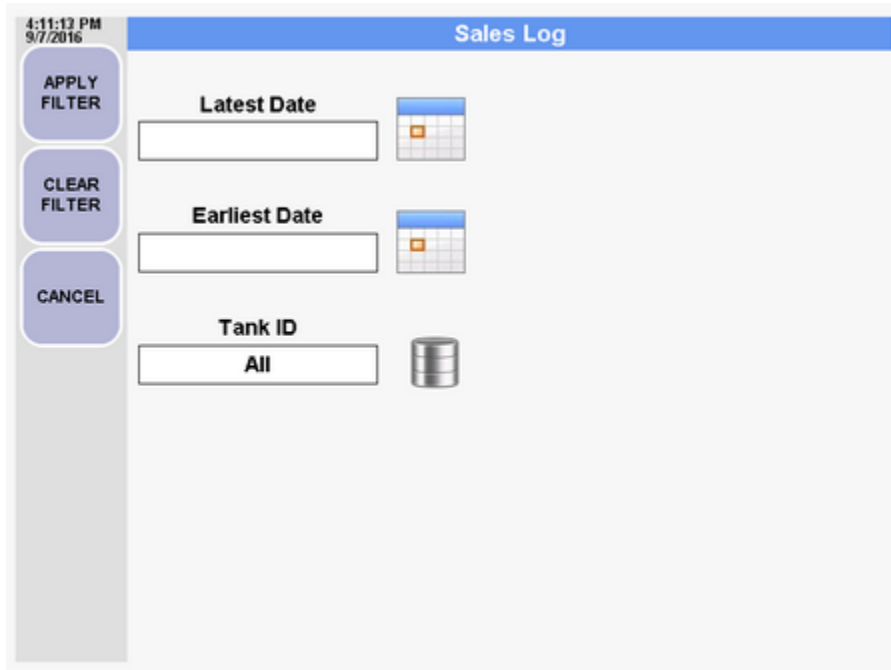 4:11:13 PM
9/7/2016
Sales Log
APPLY
FILTER
CLEAR
FILTER
CANCEL
Latest Date
Earliest Date
Tank ID
All